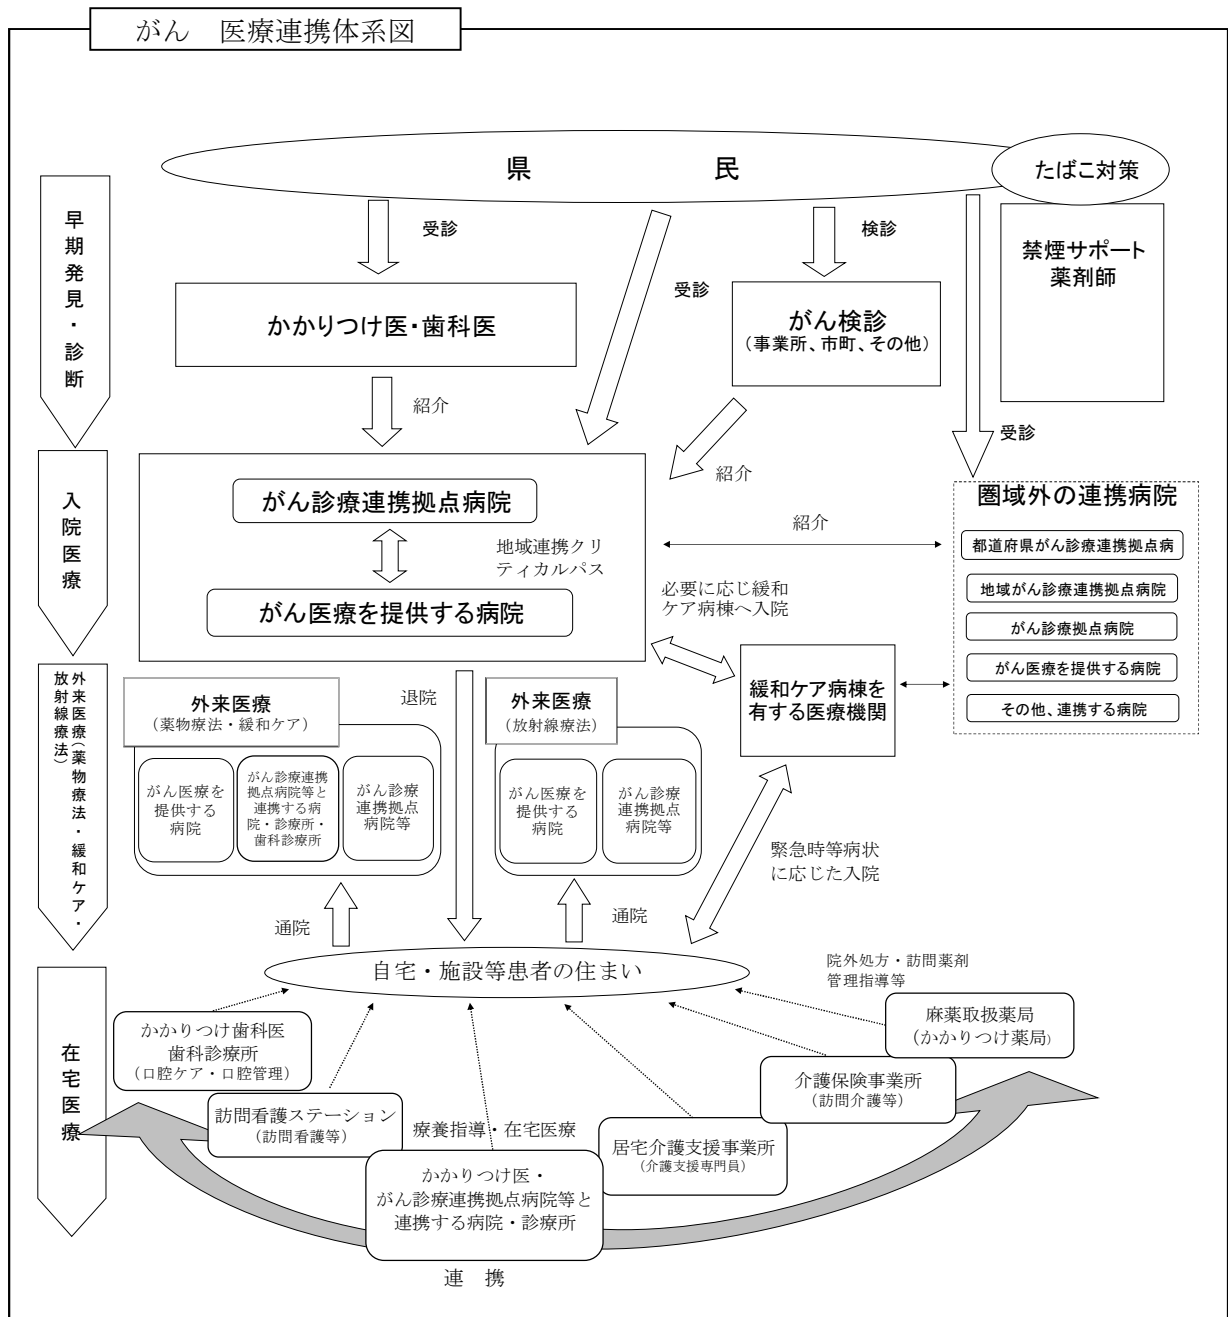 がん　医療連携体系図
県　民
たばこ対策
早期発見・診断
受診
受診
検診
禁煙サポート
薬剤師
かかりつけ医・歯科医
がん検診
（事業所、市町、その他）
紹介
紹介
受診
入院医療
がん診療連携拠点病院
地域連携クリ
ティカルパス
がん医療を提供する病院
紹介
圏域外の連携病院
都道府県がん診療連携拠点病
地域がん診療連携拠点病院
がん診療拠点病院
がん医療を提供する病院
その他、連携する病院
必要に応じ緩和
ケア病棟へ入院
緩和ケア病棟を
有する医療機関
外来医療（薬物療法・緩和ケア・
放射線療法）
外来医療
（薬物療法・緩和ケア）
がん医療を
提供する
病院
がん診療連携
拠点病院等と
連携する病
院・診療所・
歯科診療所
がん診療
連携拠点
病院等
退院
外来医療
（放射線療法）
がん医療を
提供する
病院
がん診療
連携拠点
病院等
緊急時等病状
に応じた入院
通院
通院
在宅医療
自宅・施設等患者の住まい
院外処方・訪問薬剤
管理指導等
かかりつけ歯科医
歯科診療所
（口腔ケア・口腔管理）
麻薬取扱薬局
（かかりつけ薬局）
訪問看護ステーション
（訪問看護等）
介護保険事業所
（訪問介護等）
療養指導・在宅医療
居宅介護支援事業所
（介護支援専門員）
かかりつけ医・
がん診療連携拠点病院等と
連携する病院・診療所
連　携